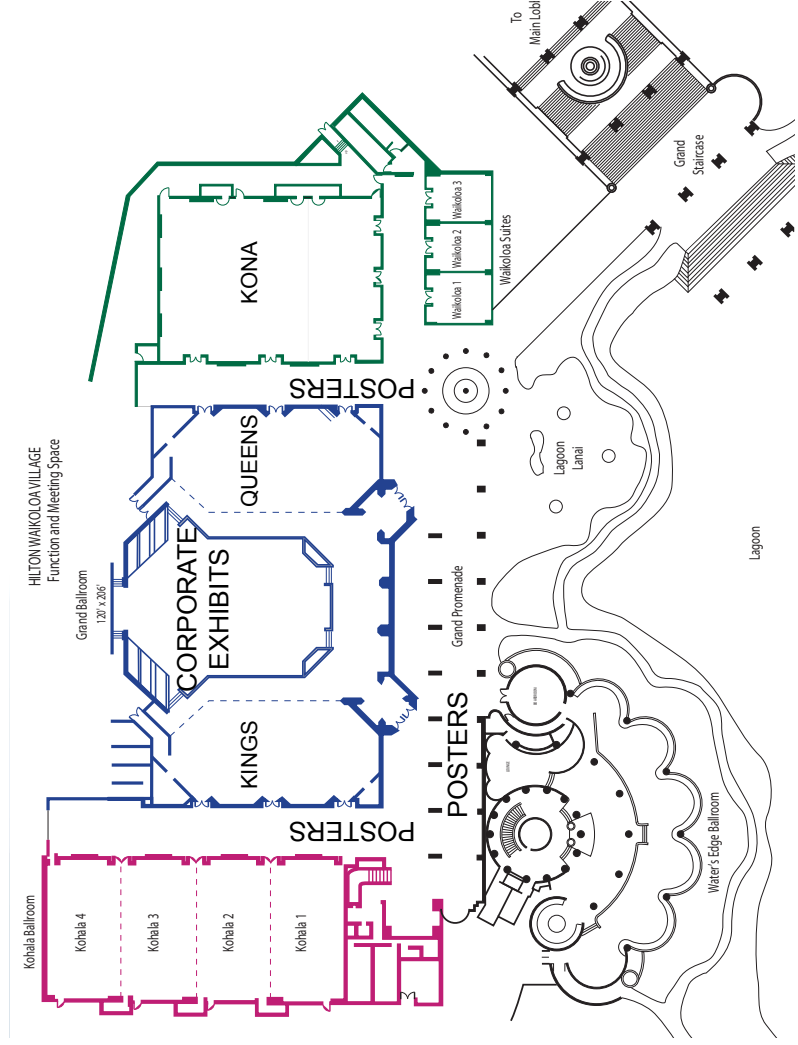 HILTON WAIKOLOA VILLAGE
Function and Meeting Space
To
Main Lobb
Grand
Staircase
KONA
Waikoloa 3
Waikoloa 2
Waikoloa 1
Waikoloa Suites
POSTERS
QUEENS
Grand Ballroom
120' x 206'
CORPORATE
EXHIBITS
KINGS
Lagoon
Lanai
Lagoon
Grand Promenade
POSTERS
POSTERS
Kohala Ballroom
Kohala 4
Kohala 3
Kohala 2
Kohala 1
Water's Edge Ballroom